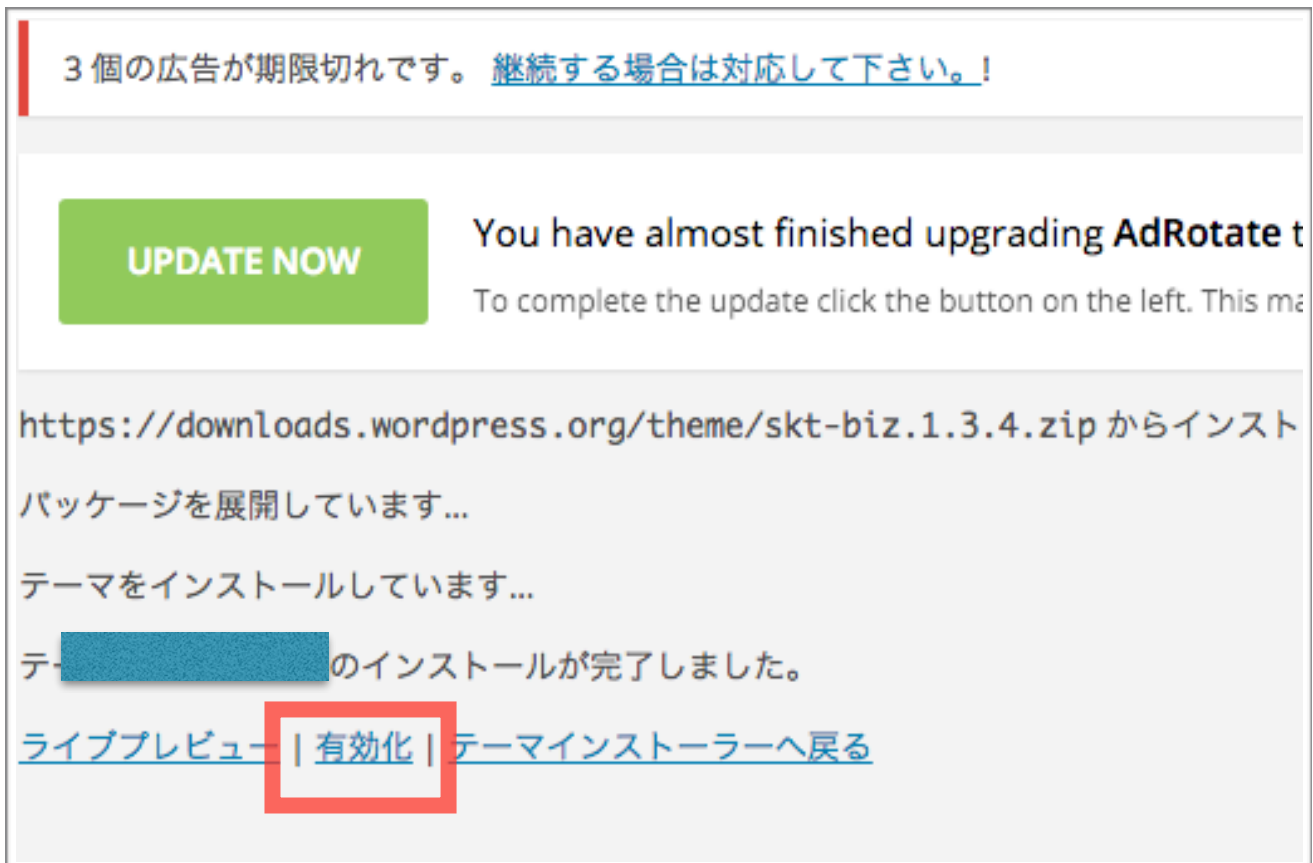 3 個の広告が期限切れです。 継続する場合は対応して下さい。!
UPDATE NOW
You have almost finished upgrading AdRotate t
To complete the update click the button on the left. This ma
https://downloads.wordpress.org/theme/skt-biz.1.3.4.zip からインスト
パッケージを展開しています...
テーマをインストールしています...
テー のインストールが完了しました。
ライブプレビュー | 有効化 | テーマインストーラーへ戻る